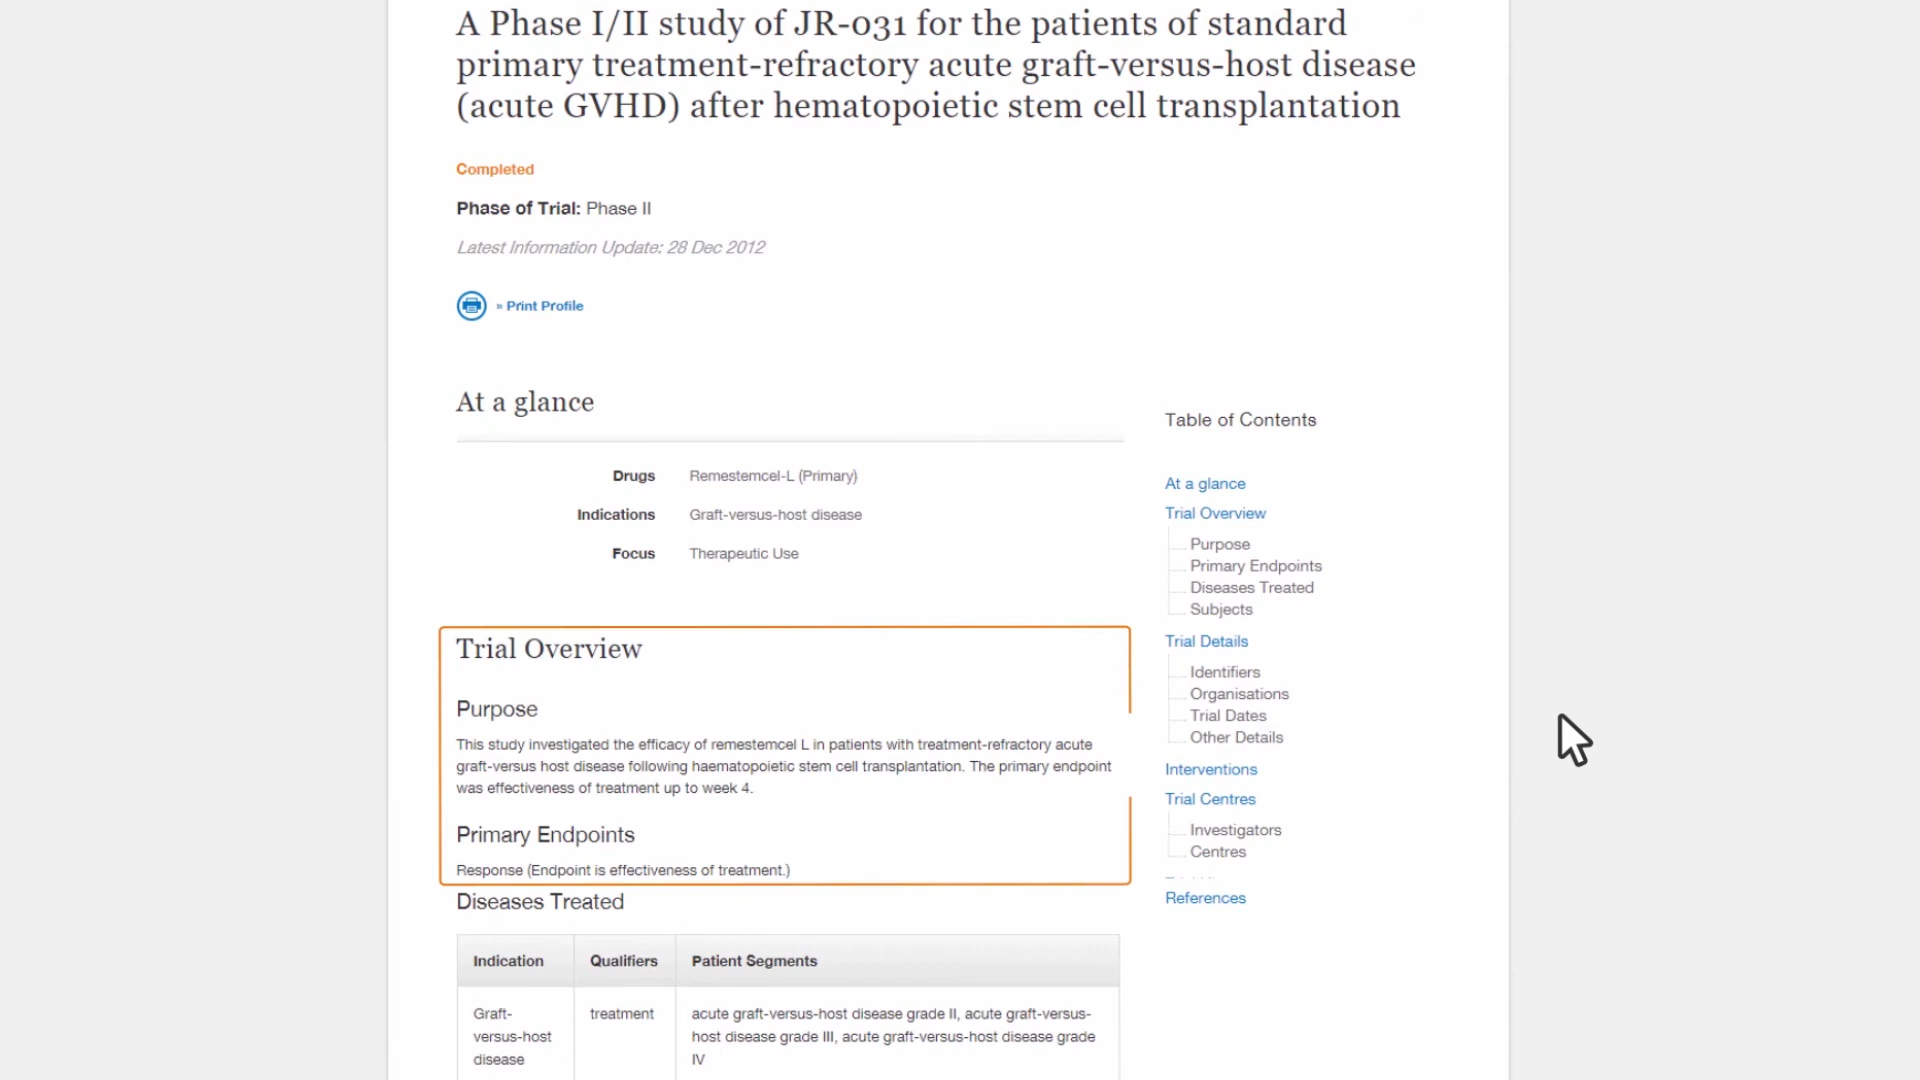 A Phase I/II study of JR-031 for the patients of standard
primary treatment-refractory acute graft-versus-host disease
(acute GVHD) after hematopoietic stem cell transplantation
Completed
Phase of Trial: Phase II
Latest Information Update: 28 Dec 2012
» Print Profile
At a glance
Drugs Remestemcel-L (Primary)
Indications Graft-versus-host disease
Focus Therapeutic Use
Trial Overview
Purpose
This study investigated the efficacy of remestemcel L in patients with treatment-refractory acute
graft-versus host disease following haematopoietic stem cell transplantation. The primary endpoint
was effectiveness of treatment up to week 4.
Primary Endpoints
Response (Endpoint is effectiveness of treatment.)
Diseases Treated
Indication Qualifiers Patient Segments
Graft- treatment acute graft-versus-host disease grade II, acute graft-versus-
versus-host host disease grade III, acute graft-versus-host disease grade
disease IV
Table of Contents
At a glance
Trial Overview
Purpose
Primary Endpoints
Diseases Treated
Subjects
Trial Details
Identifiers
Organisations
Trial Dates
Other Details
Interventions
Trial Centres
Investigators
Centres
References